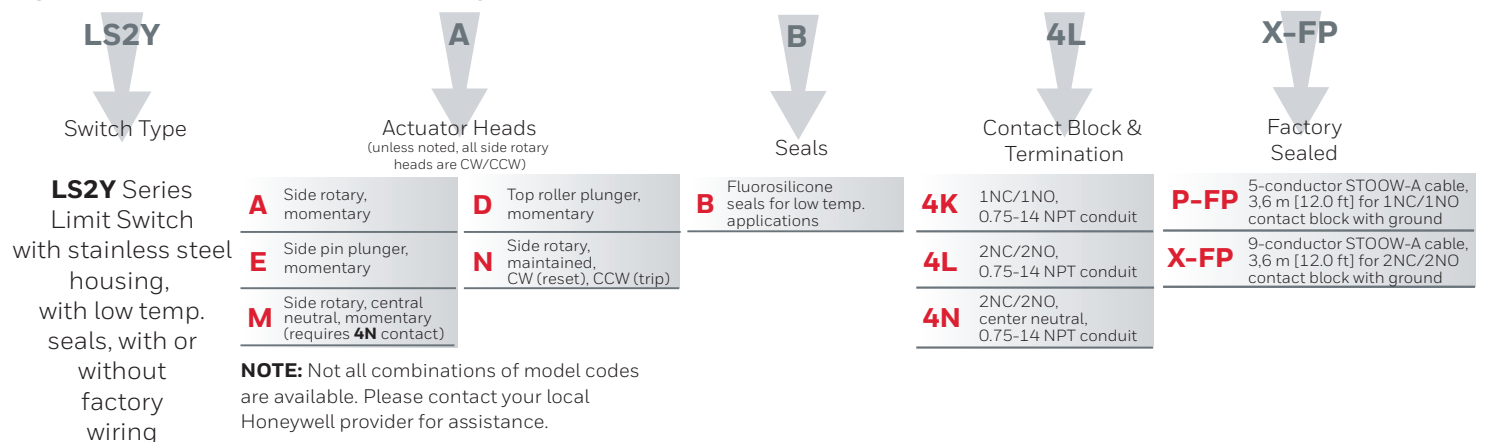 LS2Y
A
B
4L
X-FP
Switch Type
Actuator Heads
(unless noted, all side rotary
heads are CW/CCW)
Seals
Contact Block &
Termination
Factory
Sealed
LS2Y Series
Limit Switch
with stainless steel
housing,
with low temp.
seals, with or
without
factory
wiring
A Side rotary,
momentary
D Top roller plunger,
momentary
E Side pin plunger,
momentary
N Side rotary,
maintained,
CW (reset), CCW (trip)
M Side rotary, central
neutral, momentary
(requires 4N contact)
NOTE: Not all combinations of model codes
are available. Please contact your local
Honeywell provider for assistance.
B Fluorosilicone
seals for low temp.
applications
4K 1NC/1NO,
0.75-14 NPT conduit
4L 2NC/2NO,
0.75-14 NPT conduit
4N 2NC/2NO,
center neutral,
0.75-14 NPT conduit
P-FP 5-conductor STOOW-A cable,
3,6 m [12.0 ft] for 1NC/1NO
contact block with ground
X-FP 9-conductor STOOW-A cable,
3,6 m [12.0 ft] for 2NC/2NO
contact block with ground